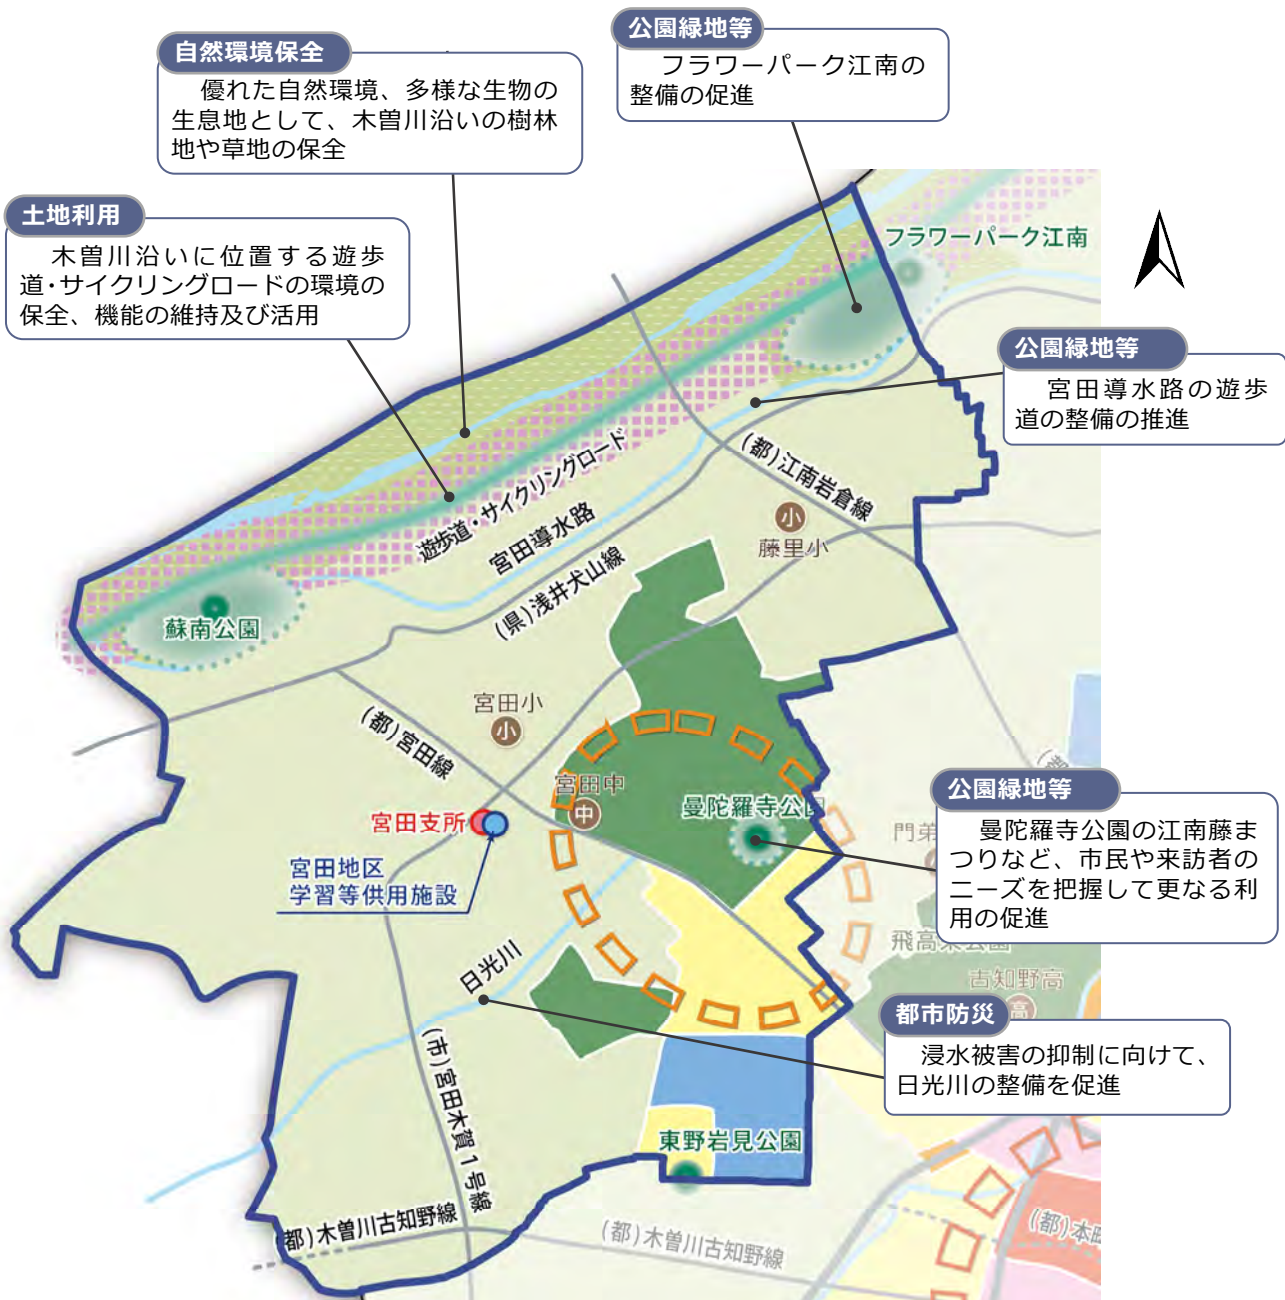 公園緑地等
フラワーパーク江南の
整備の促進
自然環境保全
優れた自然環境、多様な生物の
生息地として、木曽川沿いの樹林
地や草地の保全
土地利用
木曽川沿いに位置する遊歩
道・サイクリングロードの環境の
保全、機能の維持及び活用
フラワーパーク江南
公園緑地等
宮田導水路の遊歩
道の整備の推進
遊歩道・サイクリングロード
宮田導水路
(県)浅井犬山線
(都)江南岩倉線
小
藤里小
蘇南公園
宮田小
小
(都)宮田線
宮田中
中
宮田支所
宮田地区
学習等供用施設
曼陀羅寺公園
公園緑地等
曼陀羅寺公園の江南藤ま
つりなど、市民や来訪者の
ニーズを把握して更なる利
用の促進
門弟
飛高東公園
古知野高
高
日光川
都市防災
浸水被害の抑制に向けて、
日光川の整備を促進
(市)宮田木賀1号線
東野岩見公園
(都)木曽川古知野線
(都)木曽川古知野線
(都)本町